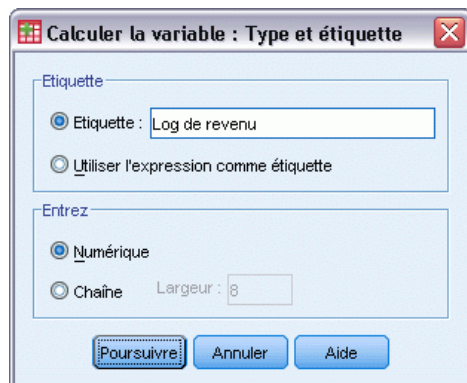 Calculer la variable : Type et étiquette
Etiquette
Etiquette : Log de revenu
Utiliser l'expression comme étiquette
Entrez
Numérique
Chaîne Largeur : 8
Poursuivre Annuler Aide